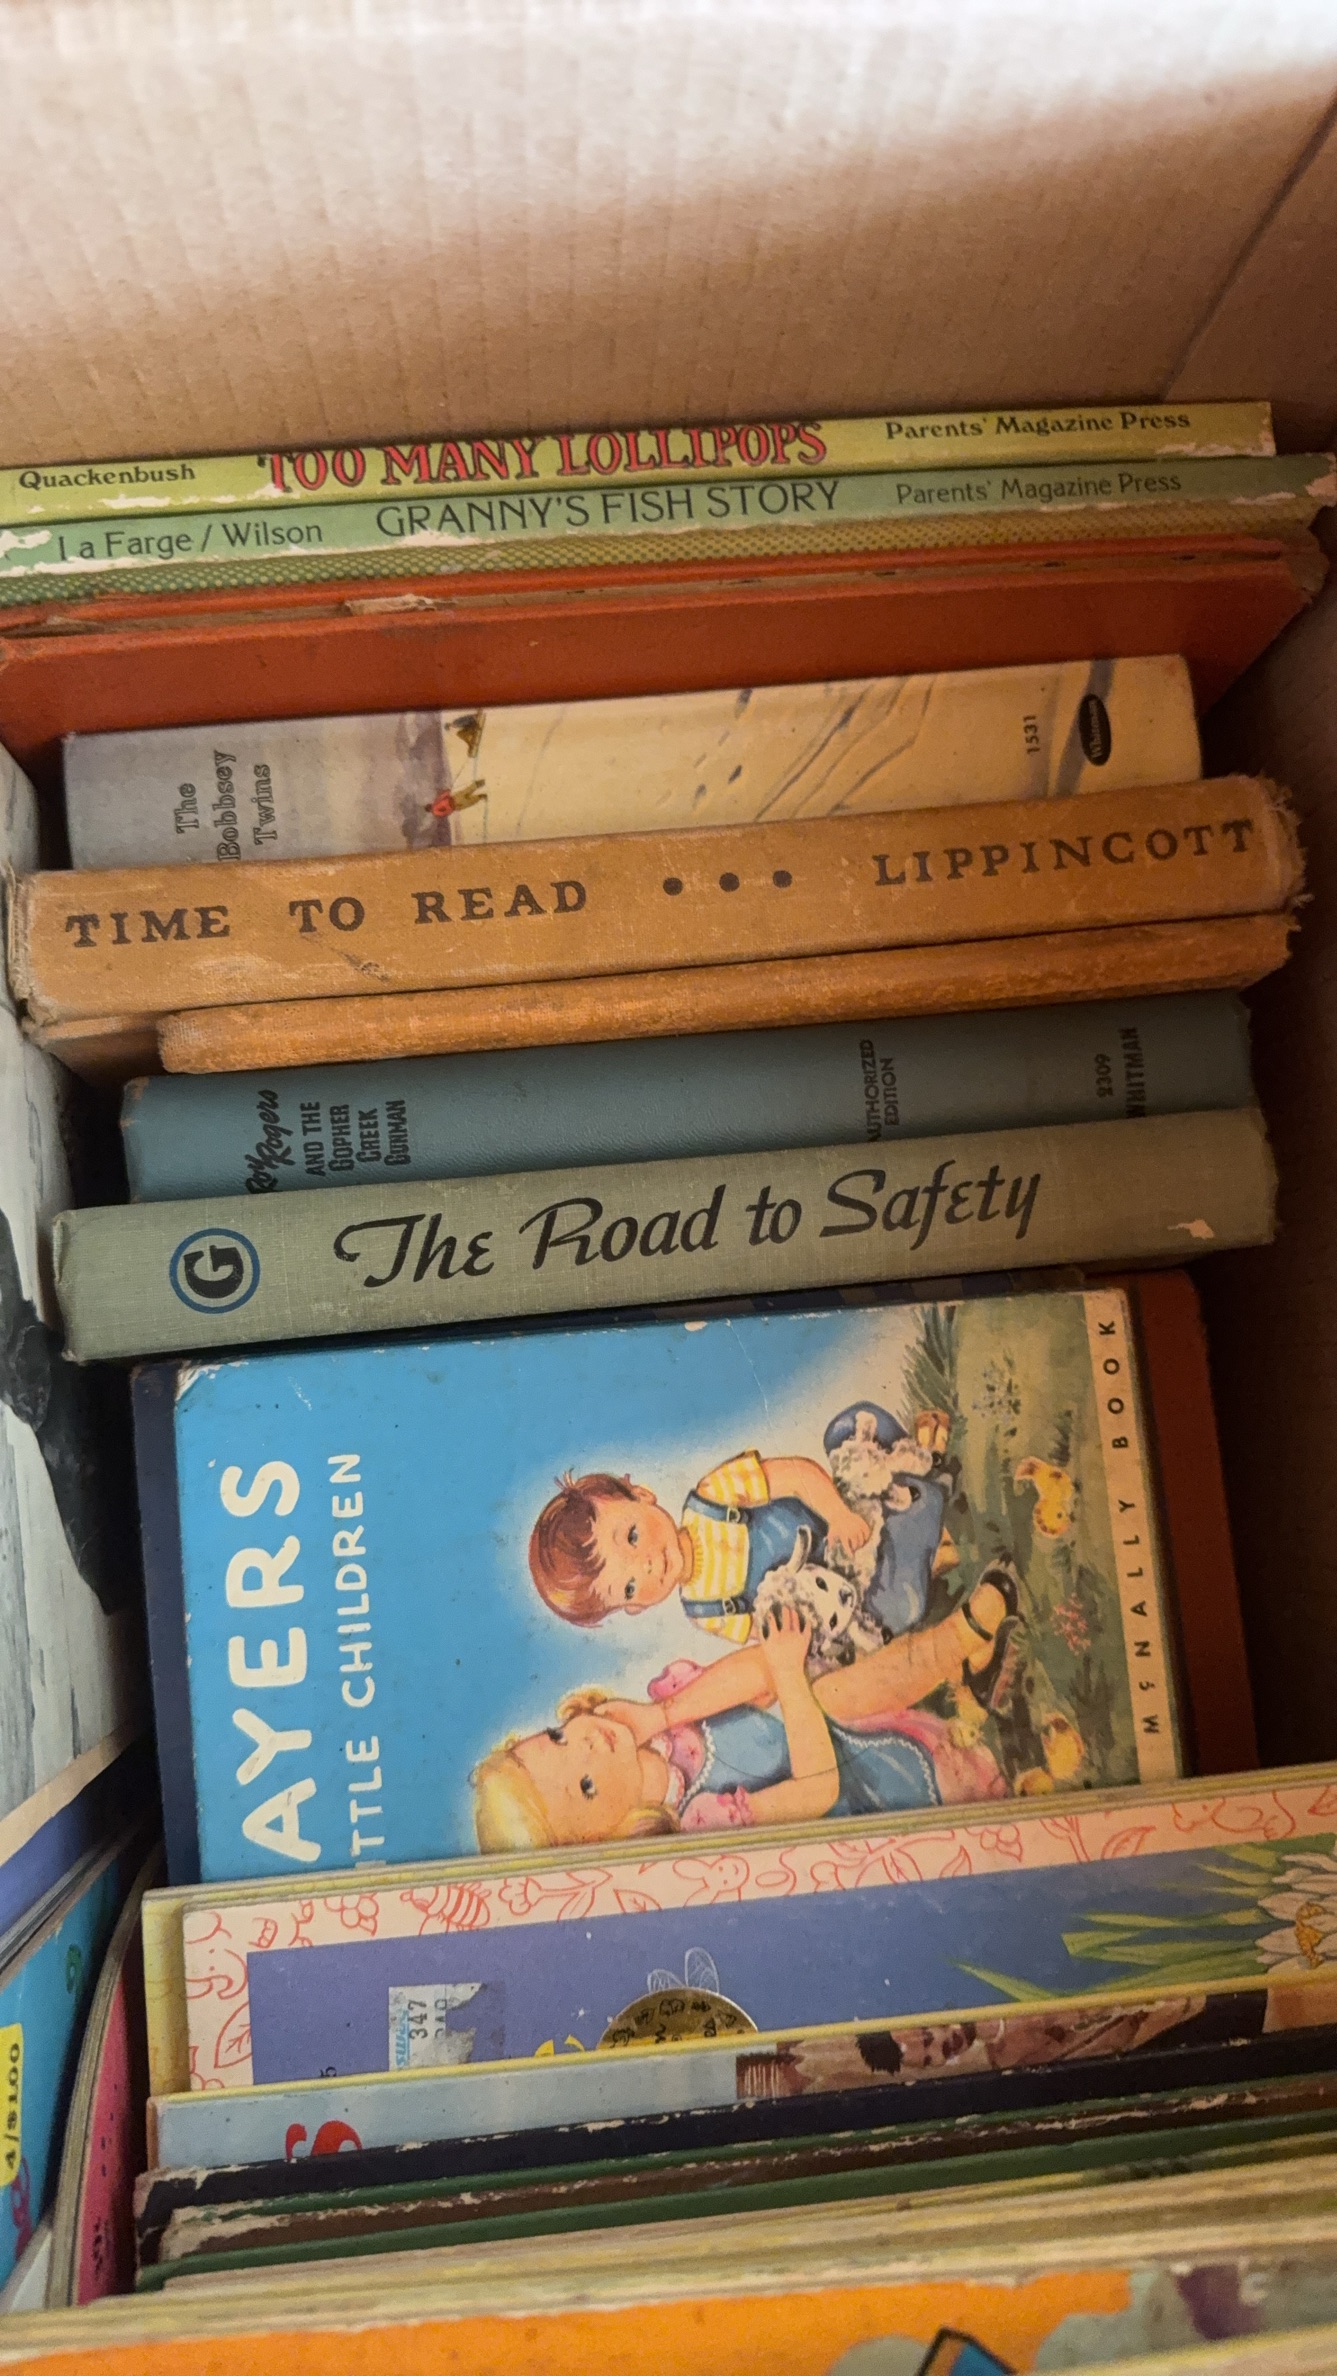 Quackenbush TOO MANY LOLLIPOPS Parents' Magazine Press
La Farge / Wilson GRANNY'S FISH STORY Parents' Magazine Press
The
Bobbsey
Twins
1531
Whitman
TIME TO READ • • • LIPPINCOTT
Roy Rogers
AND THE
GOPHER
CREEK
GUNMAN
AUTHORIZED
EDITION
2309
WHITMAN
G The Road to Safety
AYERS
TTLE CHILDREN
MCNALLY BOOK
347
5
S
4/$1.00